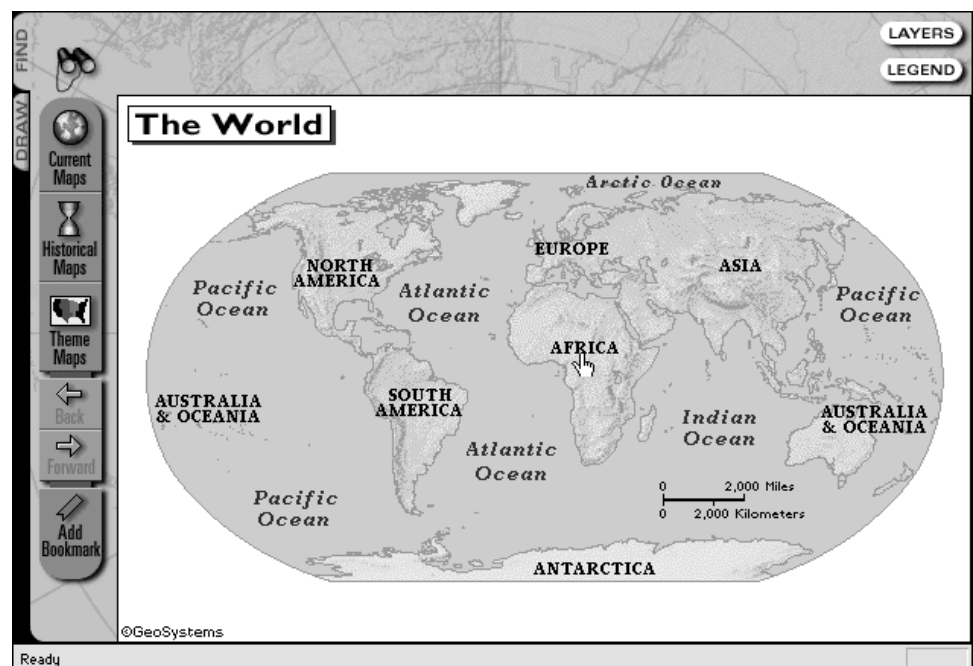 FIND
DRAW
LAYERS
LEGEND
Current
Maps
Historical
Maps
Theme
Maps
Back
Forward
Add
Bookmark
The World
Arctic Ocean
EUROPE
ASIA
NORTH
AMERICA
Pacific
Ocean
Atlantic
Ocean
Pacific
Ocean
AFRICA
AUSTRALIA
& OCEANIA
SOUTH
AMERICA
Indian
Ocean
AUSTRALIA
& OCEANIA
Atlantic
Ocean
Pacific
Ocean
0 2,000 Miles
0 2,000 Kilometers
ANTARCTICA
©GeoSystems
Ready